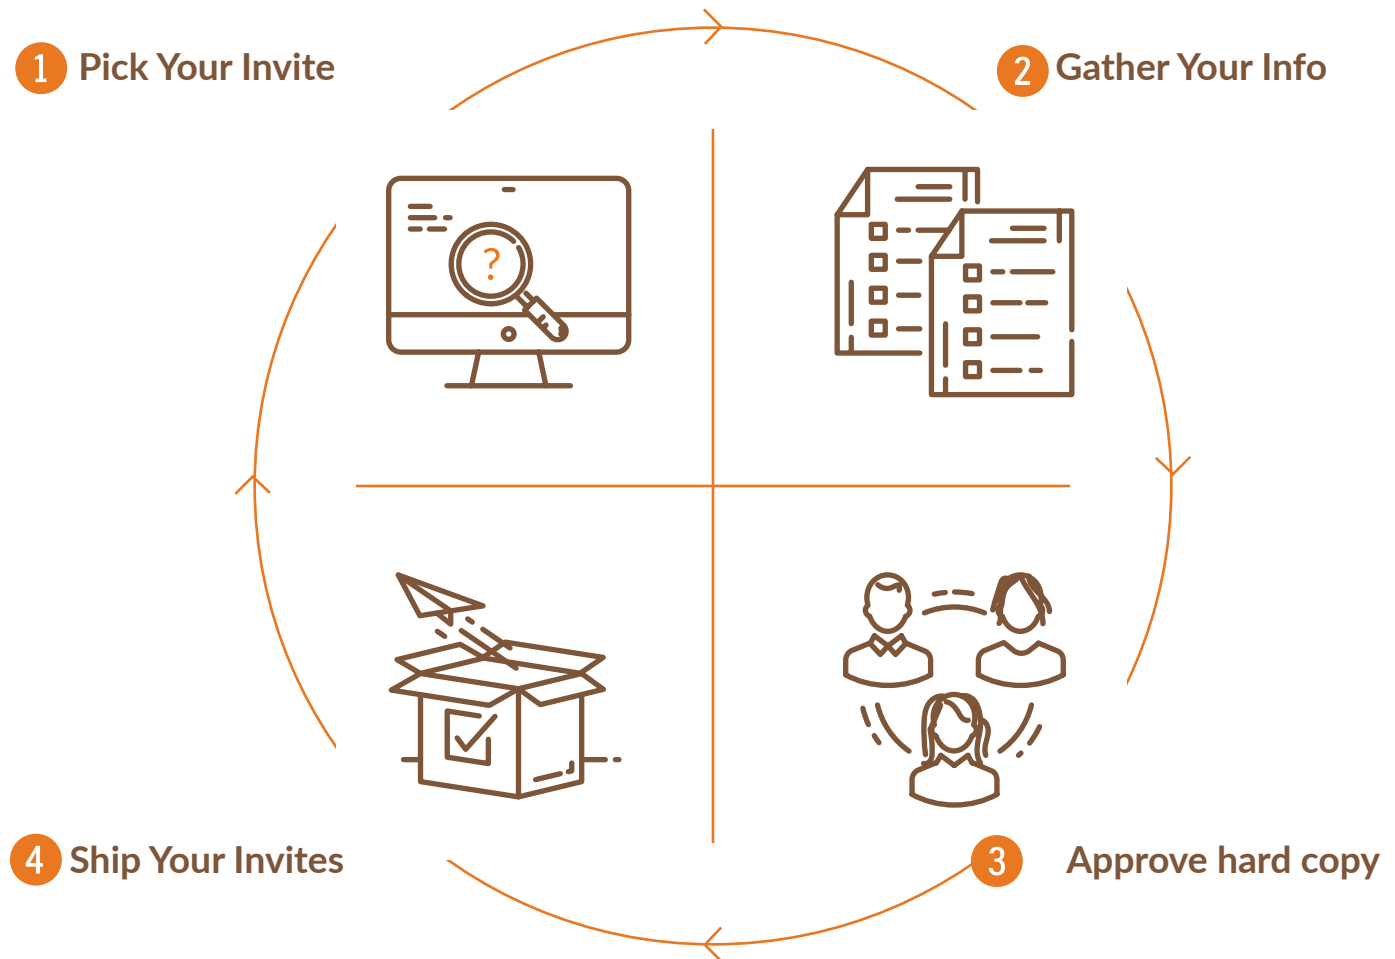 1 Pick Your Invite
2 Gather Your Info
?
4 Ship Your Invites
3 Approve hard copy